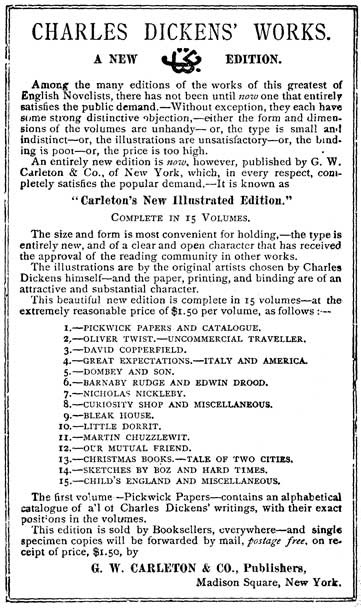 CHARLES DICKENS' WORKS.
A NEW EDITION.
Among the many editions of the works of this greatest of
English Novelists, there has not been until now one that entirely
satisfies the public demand.—Without exception, they each have
some strong distinctive objection,—either the form and dimen-
sions of the volumes are unhandy—or, the type is small and
indistinct—or, the illustrations are unsatisfactory—or, the bind-
ing is poor—or, the price is too high.
An entirely new edition is now, however, published by G. W.
Carleton & Co., of New York, which, in every respect, com-
pletely satisfies the popular demand.—It is known as
"Carleton's New Illustrated Edition."
COMPLETE IN 15 VOLUMES.
The size and form is most convenient for holding,—the type is
entirely new, and of a clear and open character that has received
the approval of the reading community in other works.
The illustrations are by the original artists chosen by Charles
Dickens himself—and the paper, printing, and binding are of an
attractive and substantial character.
This beautiful new edition is complete in 15 volumes—at the
extremely reasonable price of $1.50 per volume, as follows :—
1.—PICKWICK PAPERS AND CATALOGUE.
2.—OLIVER TWIST.—UNCOMMERCIAL TRAVELLER.
3.—DAVID COPPERFIELD.
4.—GREAT EXPECTATIONS.—ITALY AND AMERICA.
5.—DOMBEY AND SON.
6.—BARNABY RUDGE AND EDWIN DROOD.
7.—NICHOLAS NICKLEBY.
8.—CURIOSITY SHOP AND MISCELLANEOUS.
9.—BLEAK HOUSE.
10.—LITTLE DORRIT.
11.—MARTIN CHUZZLEWIT.
12.—OUR MUTUAL FRIEND.
13.—CHRISTMAS BOOKS.—TALE OF TWO CITIES.
14.—SKETCHES BY BOZ AND HARD TIMES.
15.—CHILD'S ENGLAND AND MISCELLANEOUS.
The first volume—Pickwick Papers—contains an alphabetical
catalogue of all of Charles Dickens' writings, with their exact
positions in the volumes.
This edition is sold by Booksellers, everywhere—and single
specimen copies will be forwarded by mail, postage free, on re-
ceipt of price, $1.50, by
G. W. CARLETON & CO., Publishers,
Madison Square, New York.